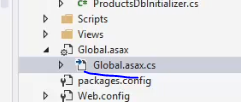 ProductsDbInitializer.cs
Scripts
Views
Global.asax
Global.asax.cs
packages.config
Web.config